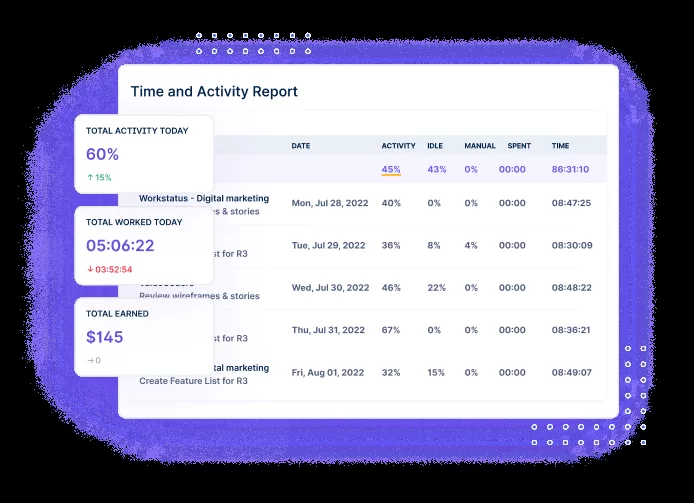 Time and Activity Report
TOTAL ACTIVITY TODAY
60%
↑ 15%
TOTAL WORKED TODAY
05:06:22
↓ 03:52:54
TOTAL EARNED
$145
→ 0
DATE ACTIVITY IDLE MANUAL SPENT TIME
45% 43% 0% 00:00 86:31:10
Workstatus - Digital marketing
s & stories
Mon, Jul 28, 2022 40% 0% 0% 00:00 08:47:25
st for R3
Tue, Jul 29, 2022 36% 8% 4% 00:00 08:30:09
Review wireframes & stories
Wed, Jul 30, 2022 46% 22% 0% 00:00 08:48:22
st for R3
Thu, Jul 31, 2022 67% 0% 0% 00:00 08:36:21
tal marketing
Create Feature List for R3
Fri, Aug 01, 2022 32% 15% 0% 00:00 08:49:07